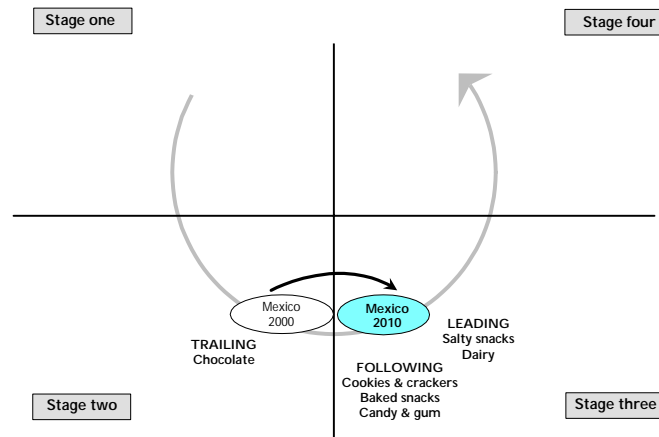 Stage one
Stage four
Mexico
2000
Mexico
2010
TRAILING
Chocolate
LEADING
Salty snacks
Dairy
FOLLOWING
Cookies & crackers
Baked snacks
Candy & gum
Stage two
Stage three